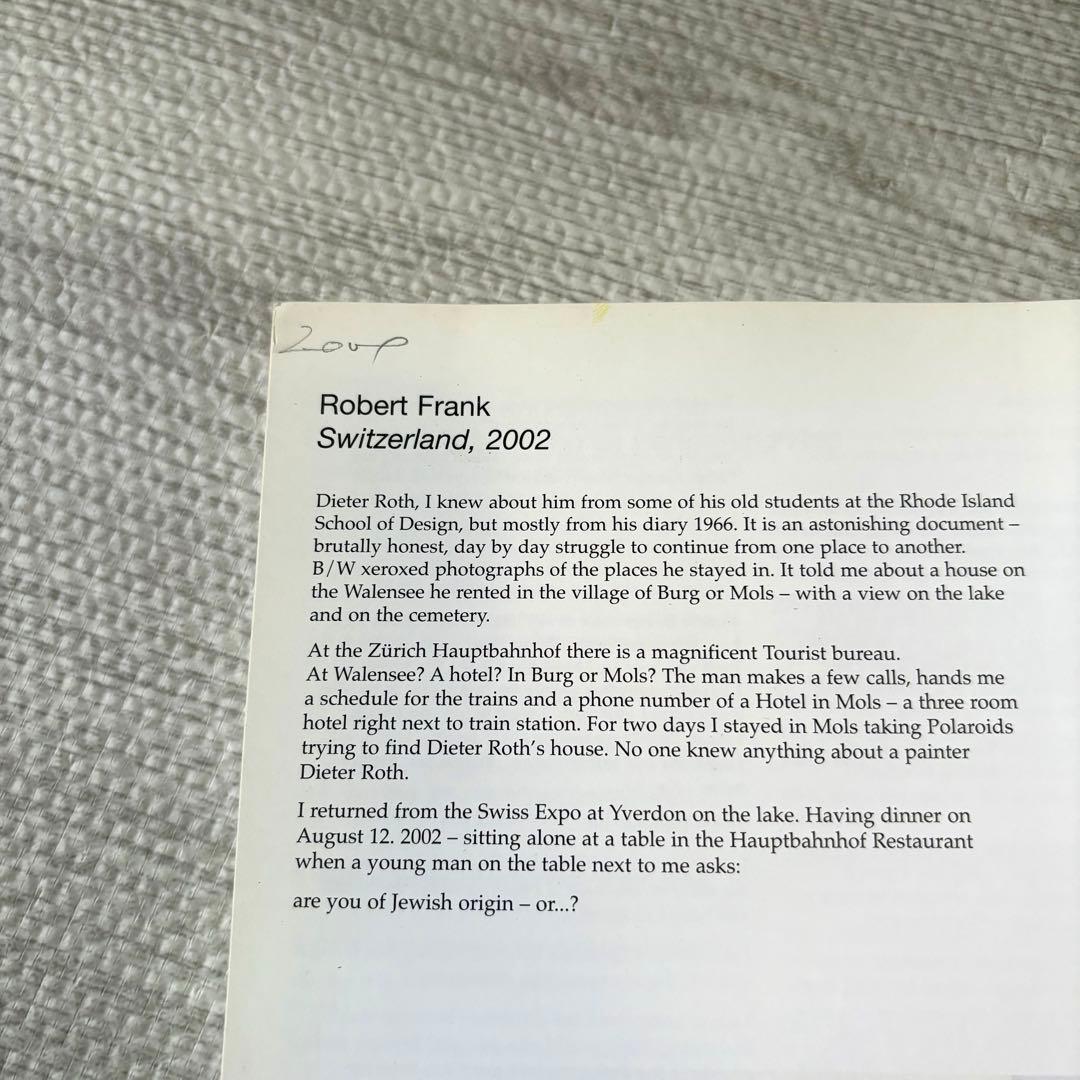 Robert Frank
Switzerland, 2002
Dieter Roth, I knew about him from some of his old students at the Rhode Island
School of Design, but mostly from his diary 1966. It is an astonishing document –
brutally honest, day by day struggle to continue from one place to another.
B/W xeroxed photographs of the places he stayed in. It told me about a house on
the Walensee he rented in the village of Burg or Mols – with a view on the lake
and on the cemetery.
At the Zürich Hauptbahnhof there is a magnificent Tourist bureau.
At Walensee? A hotel? In Burg or Mols? The man makes a few calls, hands me
a schedule for the trains and a phone number of a Hotel in Mols – a three room
hotel right next to train station. For two days I stayed in Mols taking Polaroids
trying to find Dieter Roth's house. No one knew anything about a painter
Dieter Roth.
I returned from the Swiss Expo at Yverdon on the lake. Having dinner on
August 12. 2002 – sitting alone at a table in the Hauptbahnhof Restaurant
when a young man on the table next to me asks:
are you of Jewish origin – or...?